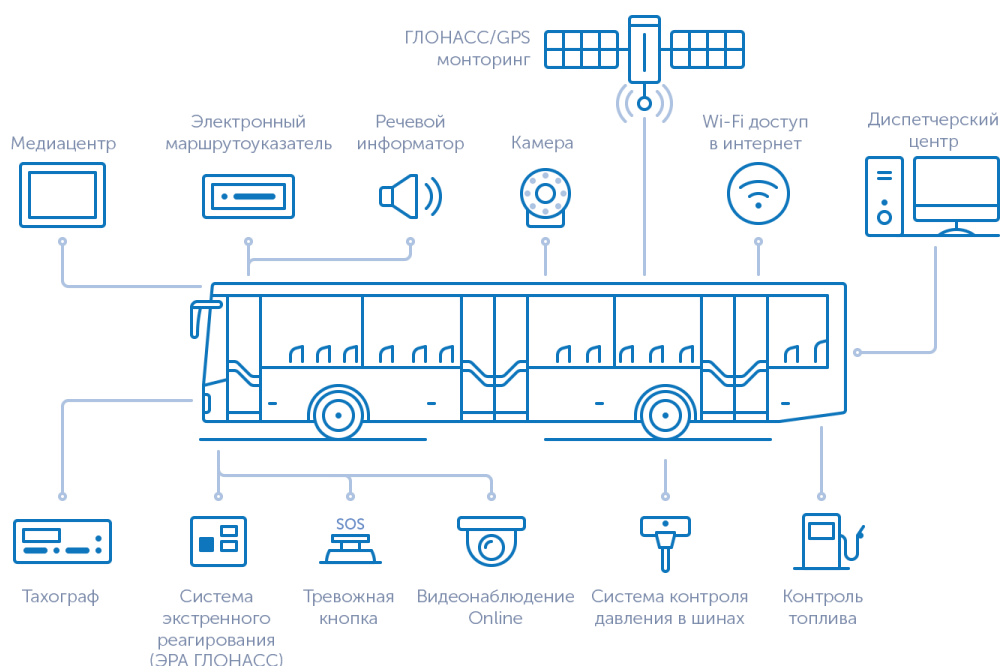 ГЛОНАСС/GPS
мониторинг
Медиацентр
Электронный
маршрутоуказатель
Речевой
информатор
Камера
Wi-Fi доступ
в интернет
Диспетчерский
центр
Тахограф
Система
экстренного
реагирования
(ЭРА ГЛОНАСС)
SOS
Тревожная
кнопка
Видеонаблюдение
Online
Система контроля
давления в шинах
Контроль
топлива